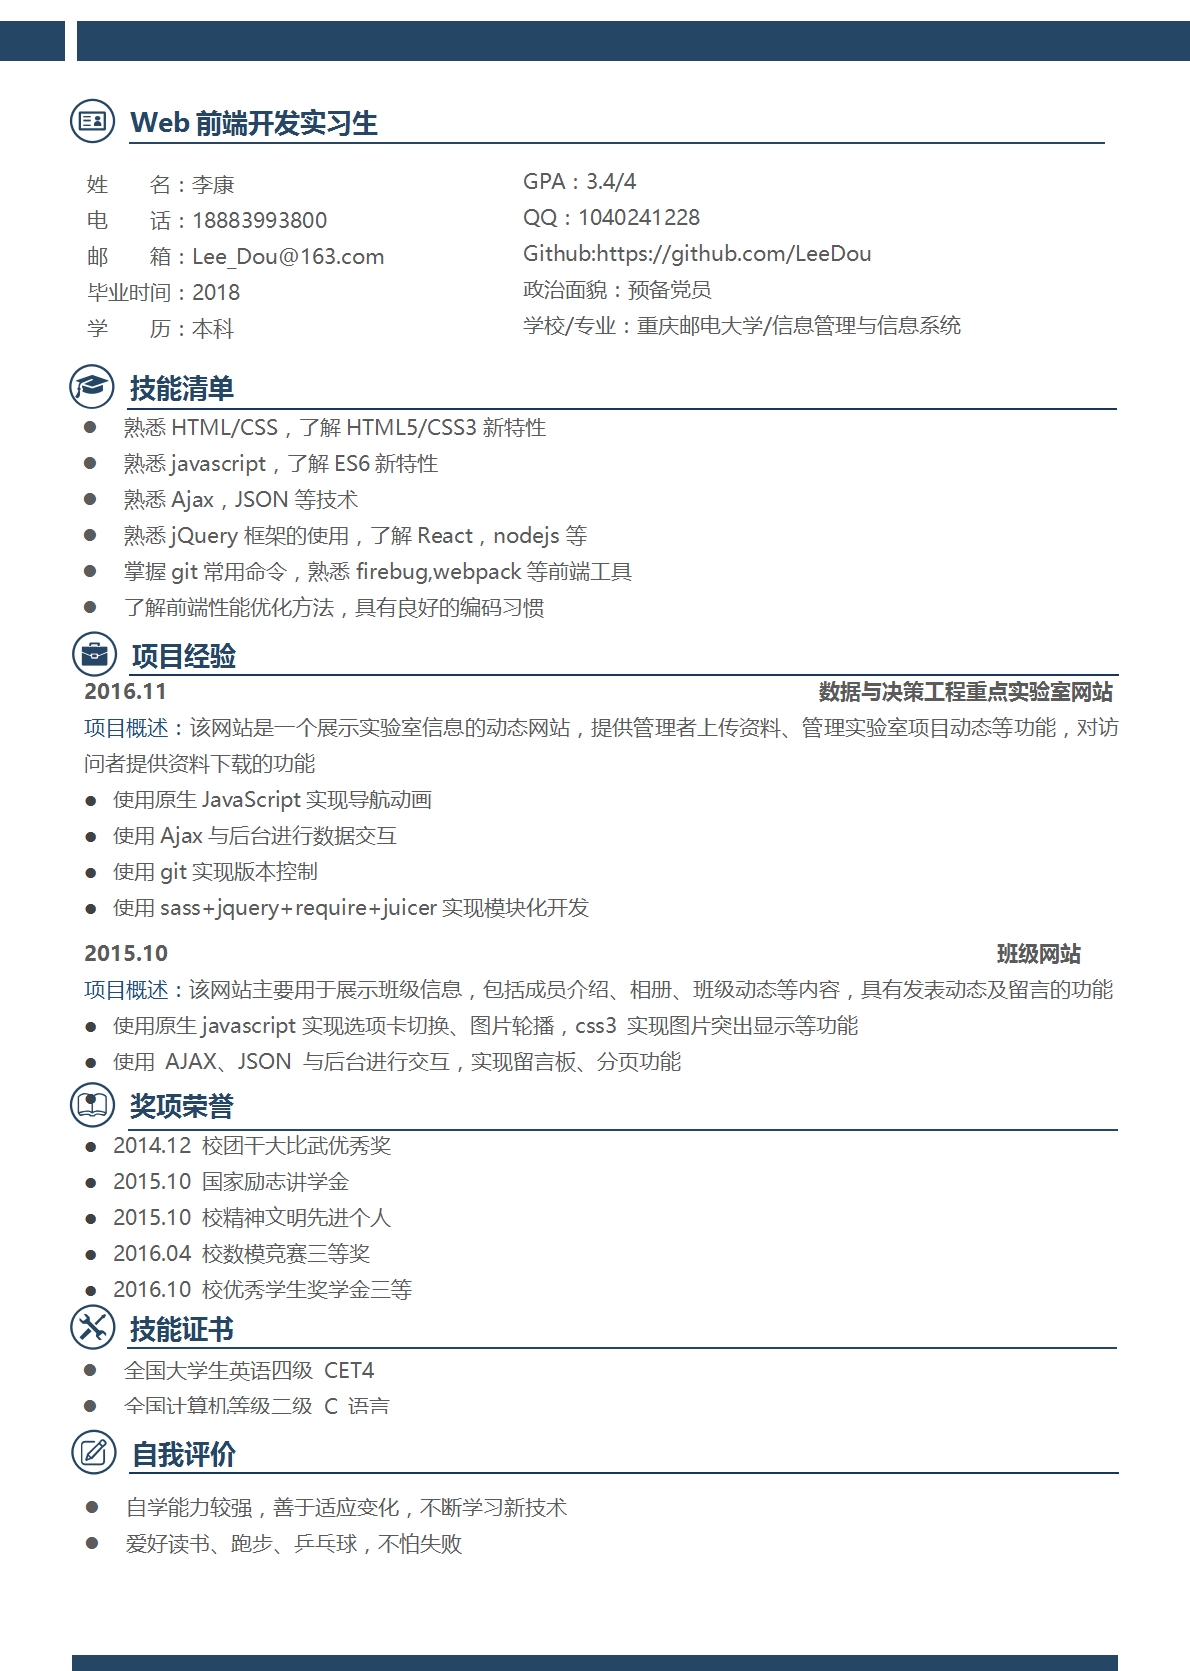 Web 前端开发实习生
姓　　名：李康
电　　话：18883993800
邮　　箱：Lee_Dou@163.com
毕业时间：2018
学　　历：本科
GPA：3.4/4
QQ：1040241228
Github:https://github.com/LeeDou
政治面貌：预备党员
学校/专业：重庆邮电大学/信息管理与信息系统
技能清单
● 熟悉 HTML/CSS，了解 HTML5/CSS3 新特性
● 熟悉 javascript，了解 ES6 新特性
● 熟悉 Ajax，JSON 等技术
● 熟悉 jQuery 框架的使用，了解 React，nodejs 等
● 掌握 git 常用命令，熟悉 firebug,webpack 等前端工具
● 了解前端性能优化方法，具有良好的编码习惯
项目经验
2016.11 数据与决策工程重点实验室网站
项目概述：该网站是一个展示实验室信息的动态网站，提供管理者上传资料、管理实验室项目动态等功能，对访
问者提供资料下载的功能
● 使用原生 JavaScript 实现导航动画
● 使用 Ajax 与后台进行数据交互
● 使用 git 实现版本控制
● 使用 sass+jquery+require+juicer 实现模块化开发
2015.10 班级网站
项目概述：该网站主要用于展示班级信息，包括成员介绍、相册、班级动态等内容，具有发表动态及留言的功能
● 使用原生 javascript 实现选项卡切换、图片轮播，css3 实现图片突出显示等功能
● 使用 AJAX、JSON 与后台进行交互，实现留言板、分页功能
奖项荣誉
● 2014.12 校团干大比武优秀奖
● 2015.10 国家励志讲学金
● 2015.10 校精神文明先进个人
● 2016.04 校数模竞赛三等奖
● 2016.10 校优秀学生奖学金三等
技能证书
● 全国大学生英语四级 CET4
● 全国计算机等级二级 C 语言
自我评价
● 自学能力较强，善于适应变化，不断学习新技术
● 爱好读书、跑步、乒乓球，不怕失败